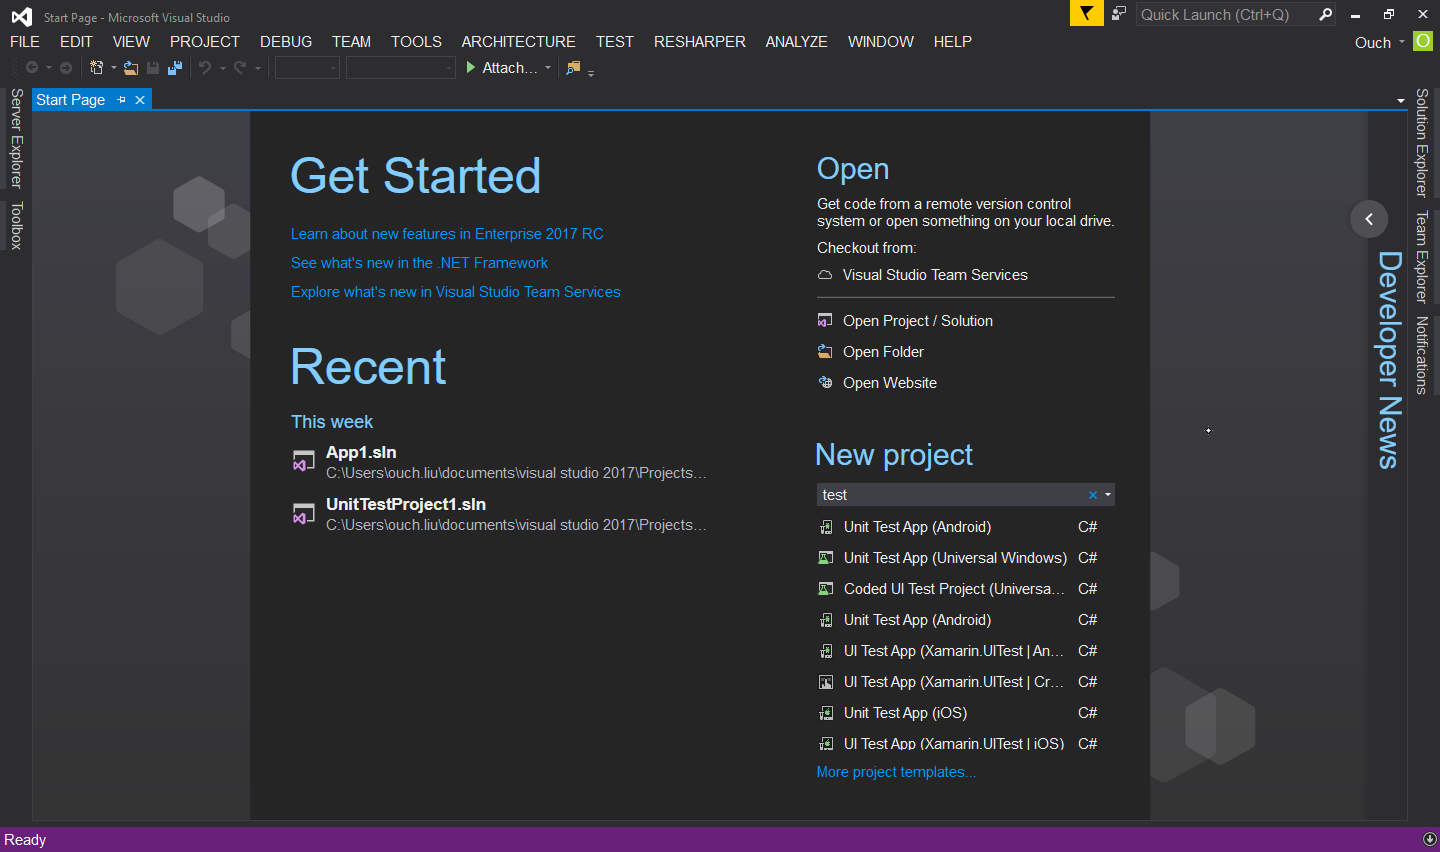 Start Page - Microsoft Visual Studio
Quick Launch (Ctrl+Q)
FILE EDIT VIEW PROJECT DEBUG TEAM TOOLS ARCHITECTURE TEST RESHARPER ANALYZE WINDOW HELP
Ouch O
Attach...
Start Page
Server Explorer
Toolbox
Get Started
Learn about new features in Enterprise 2017 RC
See what's new in the .NET Framework
Explore what's new in Visual Studio Team Services
Recent
This week
App1.sln
C:\Users\ouch.liu\documents\visual studio 2017\Projects...
UnitTestProject1.sln
C:\Users\ouch.liu\documents\visual studio 2017\Projects...
Open
Get code from a remote version control
system or open something on your local drive.
Checkout from:
Visual Studio Team Services
Open Project / Solution
Open Folder
Open Website
New project
test
Unit Test App (Android) C#
Unit Test App (Universal Windows) C#
Coded UI Test Project (Universa... C#
Unit Test App (Android) C#
UI Test App (Xamarin.UITest | An... C#
UI Test App (Xamarin.UITest | Cr... C#
Unit Test App (iOS) C#
UI Test App (Xamarin.UITest | iOS) C#
More project templates...
Developer News
Solution Explorer
Team Explorer
Notifications
Ready